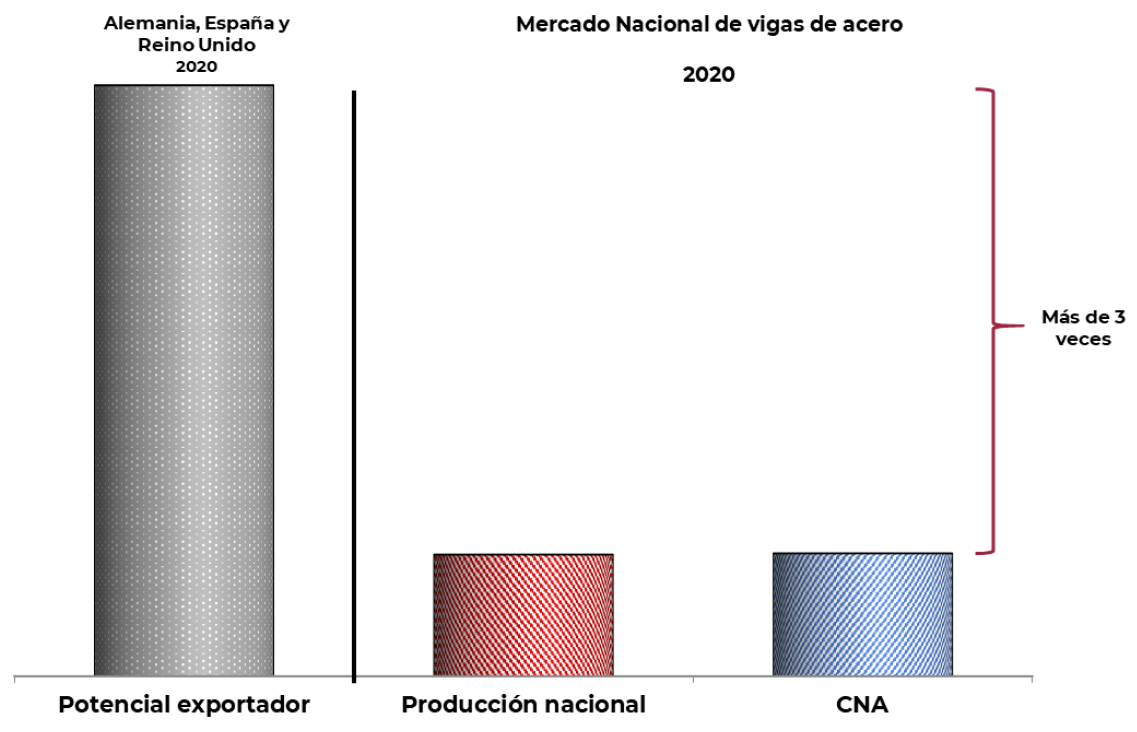 Alemania, España y
Reino Unido
2020
Mercado Nacional de vigas de acero
2020
Más de 3
veces
Potencial exportador
Producción nacional
CNA